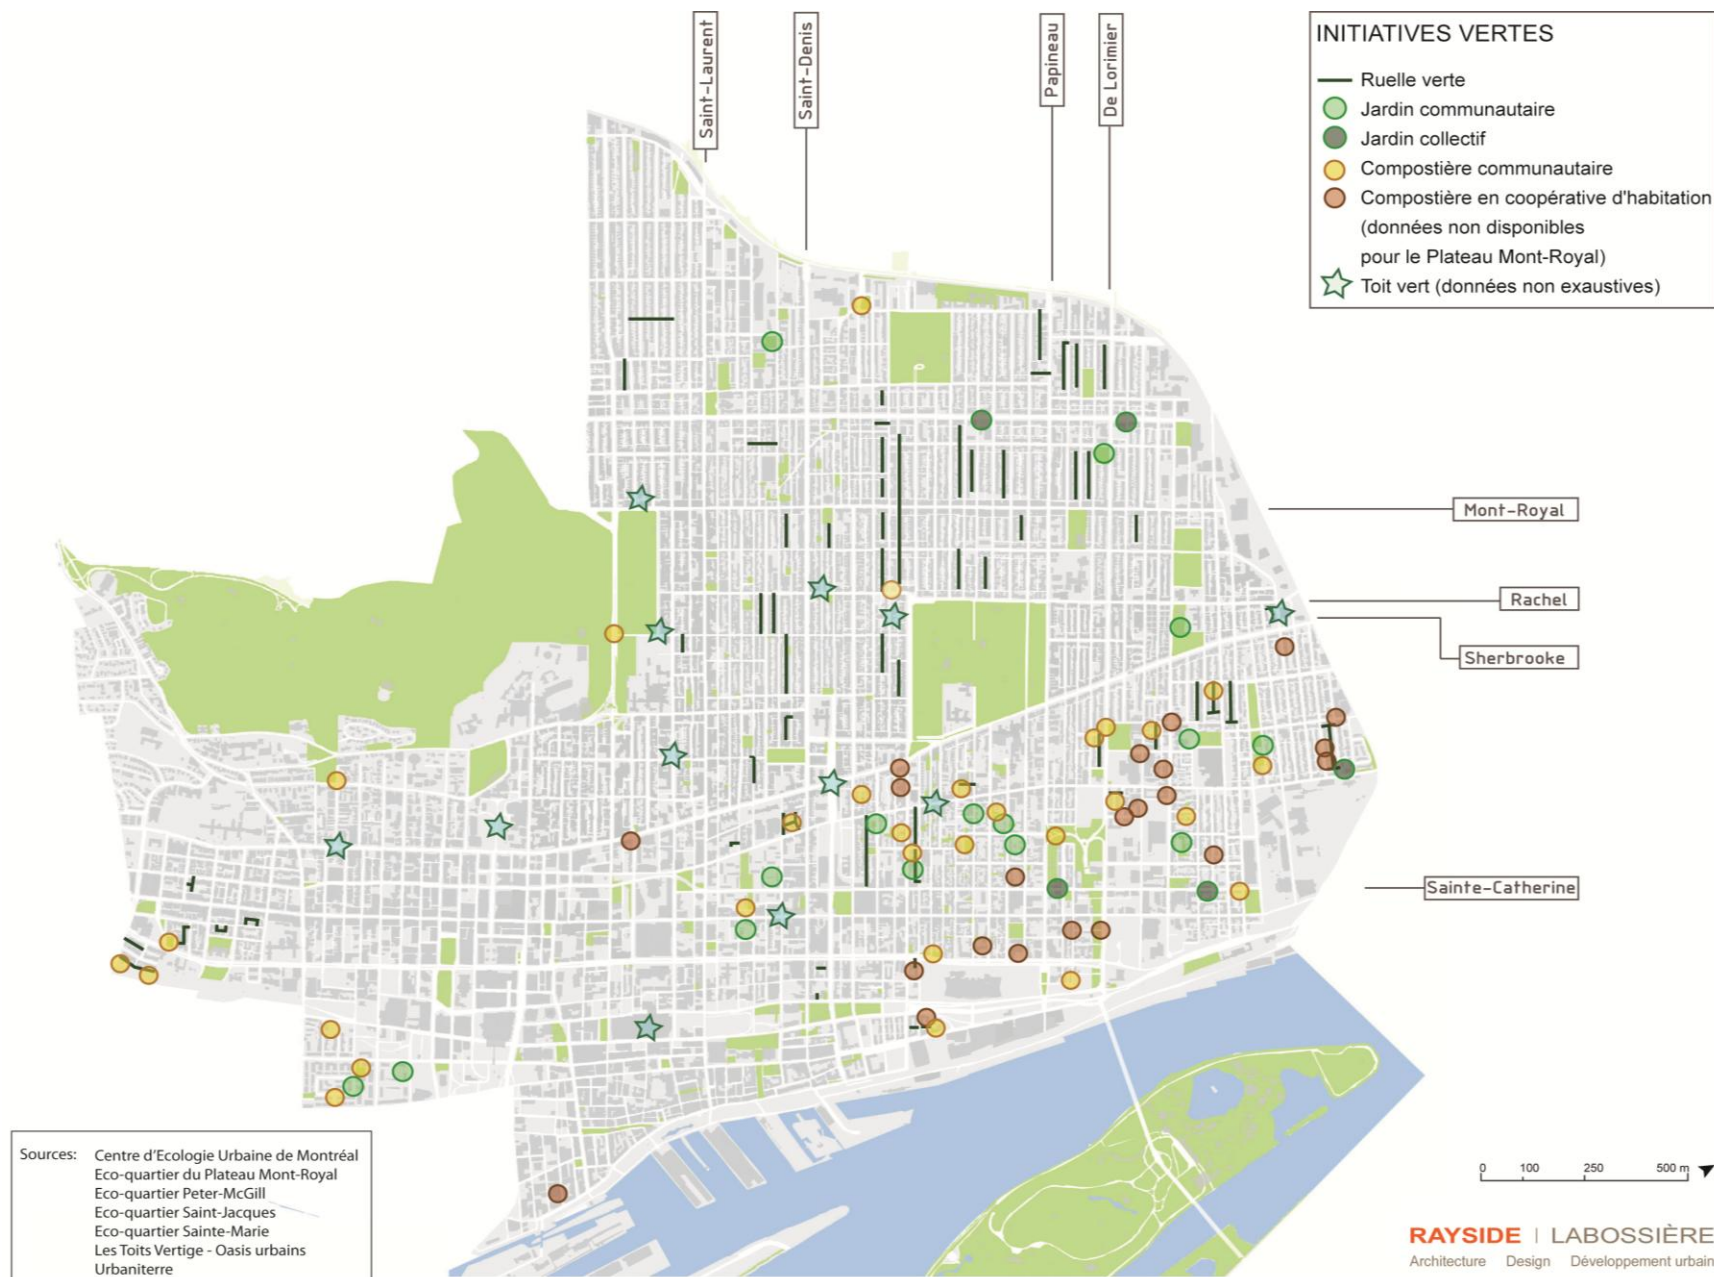 Saint-Laurent
Saint-Denis
Papineau
De Lorimier
INITIATIVES VERTES
Ruelle verte
Jardin communautaire
Jardin collectif
Compostière communautaire
Compostière en coopérative d'habitation
(données non disponibles
pour le Plateau Mont-Royal)
Toit vert (données non exaustives)
Mont-Royal
Rachel
Sherbrooke
Sainte-Catherine
Sources: Centre d'Ecologie Urbaine de Montréal
Eco-quartier du Plateau Mont-Royal
Eco-quartier Peter-McGill
Eco-quartier Saint-Jacques
Eco-quartier Sainte-Marie
Les Toits Vertige - Oasis urbains
Urbaniterre
0 100 250 500 m
RAYSIDE | LABOSSIÈRE
Architecture Design Développement urbain